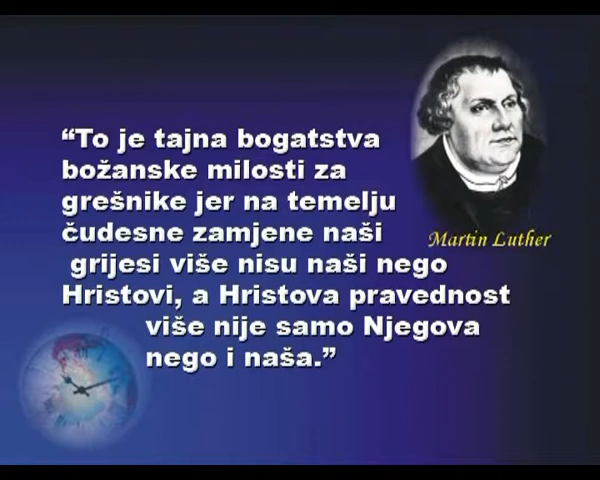 “To je tajna bogatstva
božanske milosti za
grešnike jer na temelju
čudesne zamjene naši
grijesi više nisu naši nego
Hristovi, a Hristova pravednost
više nije samo Njegova
nego i naša.”
Martin Luther